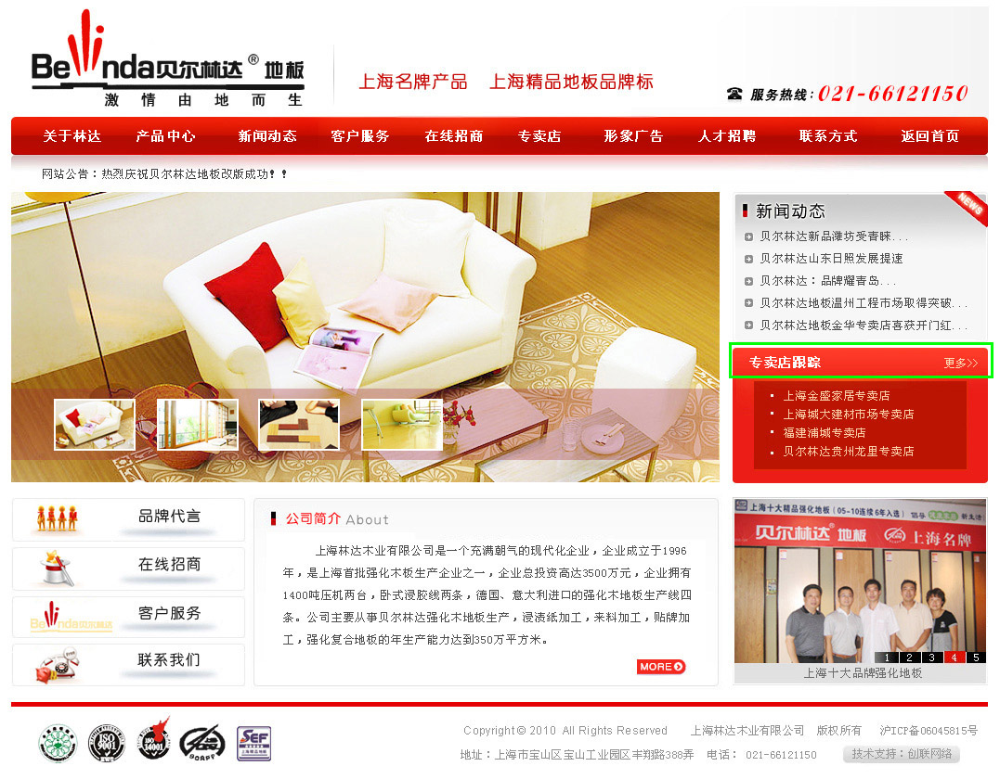 Belinda贝尔林达®地板
激情由地而生
上海名牌产品 上海精品地板品牌标
服务热线：021-66121150
关于林达 产品中心 新闻动态 客户服务 在线招商 专卖店 形象广告 人才招聘 联系方式 返回首页
网站公告：热烈庆祝贝尔林达地板改版成功！！
新闻动态
NEWS
贝尔林达新品潍坊受青睐...
贝尔林达山东日照发展提速
贝尔林达：品牌耀青岛...
贝尔林达地板温州工程市场取得突破...
贝尔林达地板金华专卖店喜获开门红...
专卖店跟踪 更多>>
上海金盛家居专卖店
上海城大建材市场专卖店
福建浦城专卖店
贝尔林达贵州龙里专卖店
品牌代言
在线招商
Belinda贝尔林达
客户服务
联系我们
公司简介 About
上海林达木业有限公司是一个充满朝气的现代化企业，企业成立于1996
年，是上海首批强化木板生产企业之一，企业总投资高达3500万元，企业拥有
1400吨压机两台，卧式浸胶线两条，德国、意大利进口的强化木地板生产线四
条。公司主要从事贝尔林达强化木地板生产，浸渍纸加工，来料加工，贴牌加
工，强化复合地板的年生产能力达到350万平方米。
MORE
上海十大精品强化地板（05-10连续6年入选）
贝尔林达® 地板 上海名牌
1 2 3 4 5
上海十大品牌强化地板
ISO 9001
ISO 14001
SEF
Copyright© 2010 All Rights Reserved 上海林达木业有限公司 版权所有 沪ICP备06045815号
地址：上海市宝山区宝山工业园区丰翔路388弄 电话： 021-66121150 技术支持：创联网络